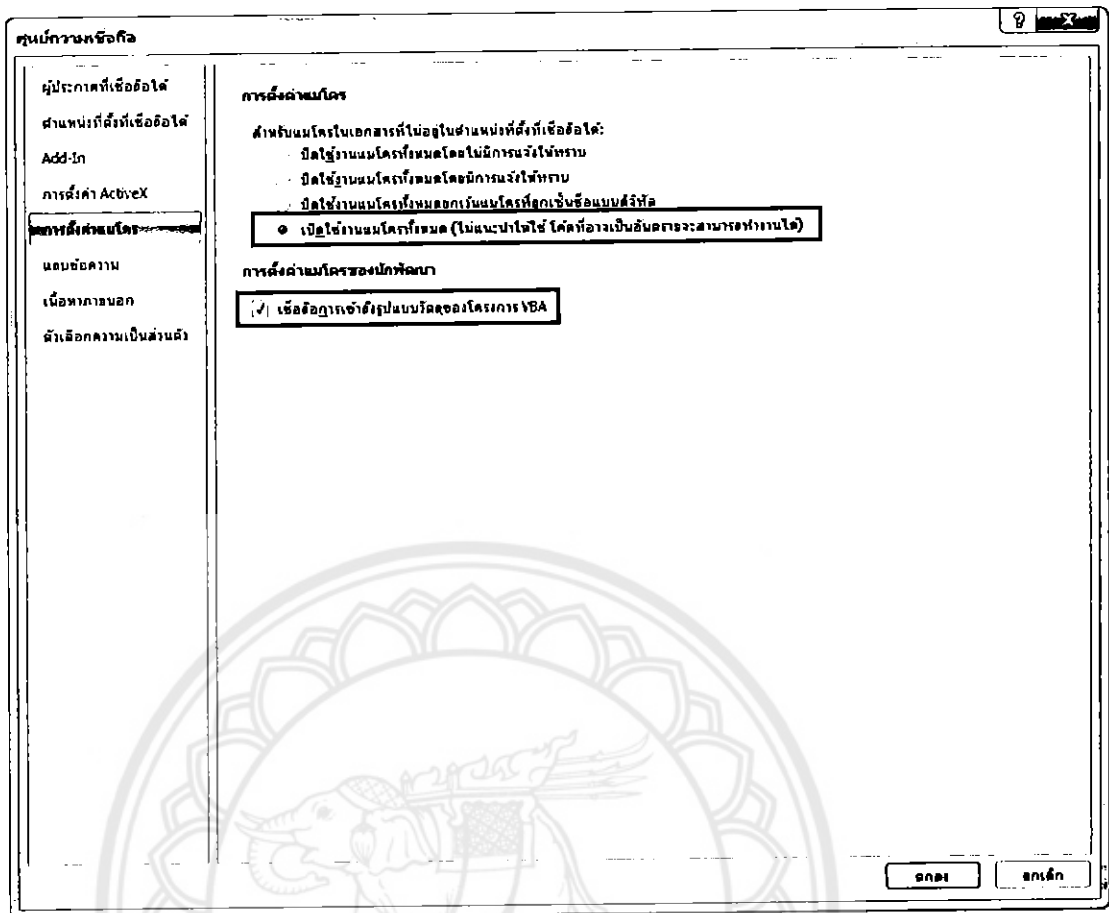 ศูนย์ความเชื่อถือ
ผู้ประกาศที่เชื่อถือได้
ตำแหน่งที่ตั้งที่เชื่อถือได้
Add-In
การตั้งค่า ActiveX
การตั้งค่าแมโคร
แถบข้อความ
เนื้อหาภายนอก
ตัวเลือกความเป็นส่วนตัว
การตั้งค่าแมโคร
สำหรับแมโครในเอกสารที่ไม่อยู่ในตำแหน่งที่ตั้งที่เชื่อถือได้:
ปิดใช้งานแมโครทั้งหมดโดยไม่มีการแจ้งให้ทราบ
ปิดใช้งานแมโครทั้งหมดโดยมีการแจ้งให้ทราบ
ปิดใช้งานแมโครทั้งหมดยกเว้นแมโครที่ถูกเซ็นชื่อแบบดิจิทัล
เปิดใช้งานแมโครทั้งหมด (ไม่แนะนำให้ใช้ โค้ดที่อาจเป็นอันตรายจะสามารถทำงานได้)
การตั้งค่าแมโครของนักพัฒนา
เชื่อถือการเข้าถึงรูปแบบวัตถุของโครงการ VBA
ตกลง
ยกเลิก